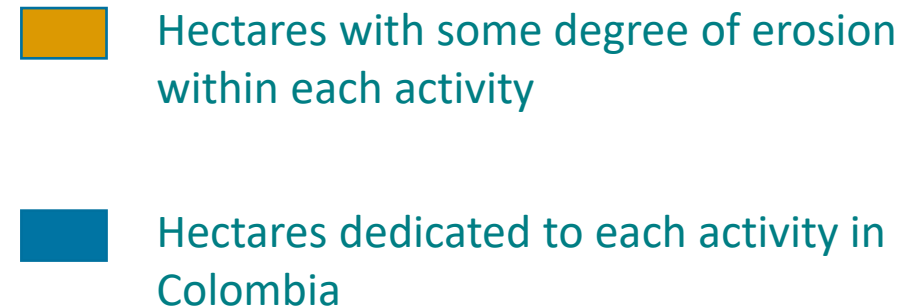 Hectares with some degree of erosion
within each activity
Hectares dedicated to each activity in
Colombia